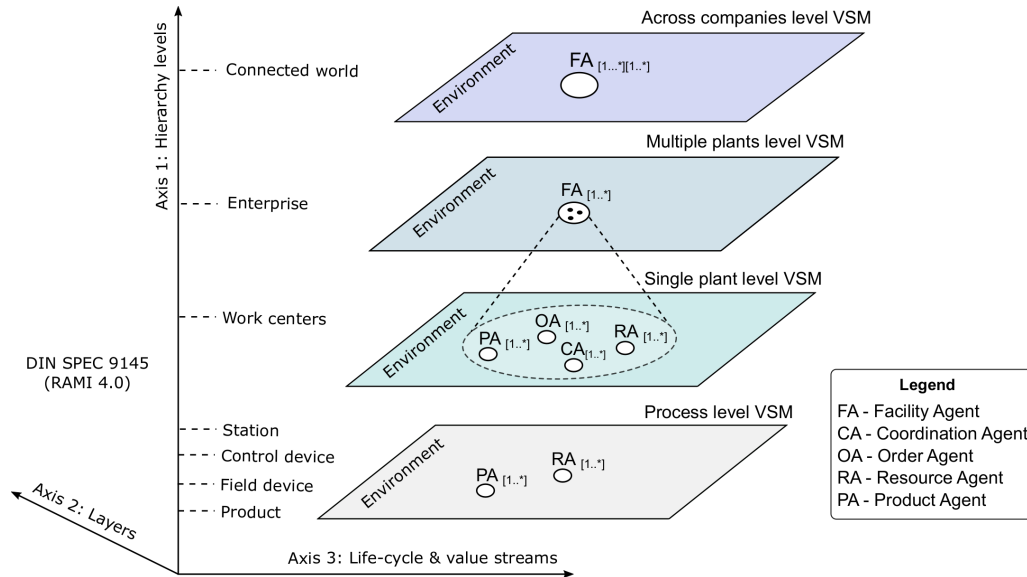 Across companies level VSM
Axis 1: Hierarchy levels
Connected world
Environment
FA [1...*][1..*]
Multiple plants level VSM
Enterprise
Environment
FA [1..*]
Single plant level VSM
Work centers
Environment
PA [1..*]
OA [1..*]
CA [1..*]
RA [1..*]
DIN SPEC 9145
(RAMI 4.0)
Process level VSM
Station
Control device
Field device
Product
Environment
PA [1..*]
RA [1..*]
Legend
FA - Facility Agent
CA - Coordination Agent
OA - Order Agent
RA - Resource Agent
PA - Product Agent
Axis 2: Layers
Axis 3: Life-cycle & value streams